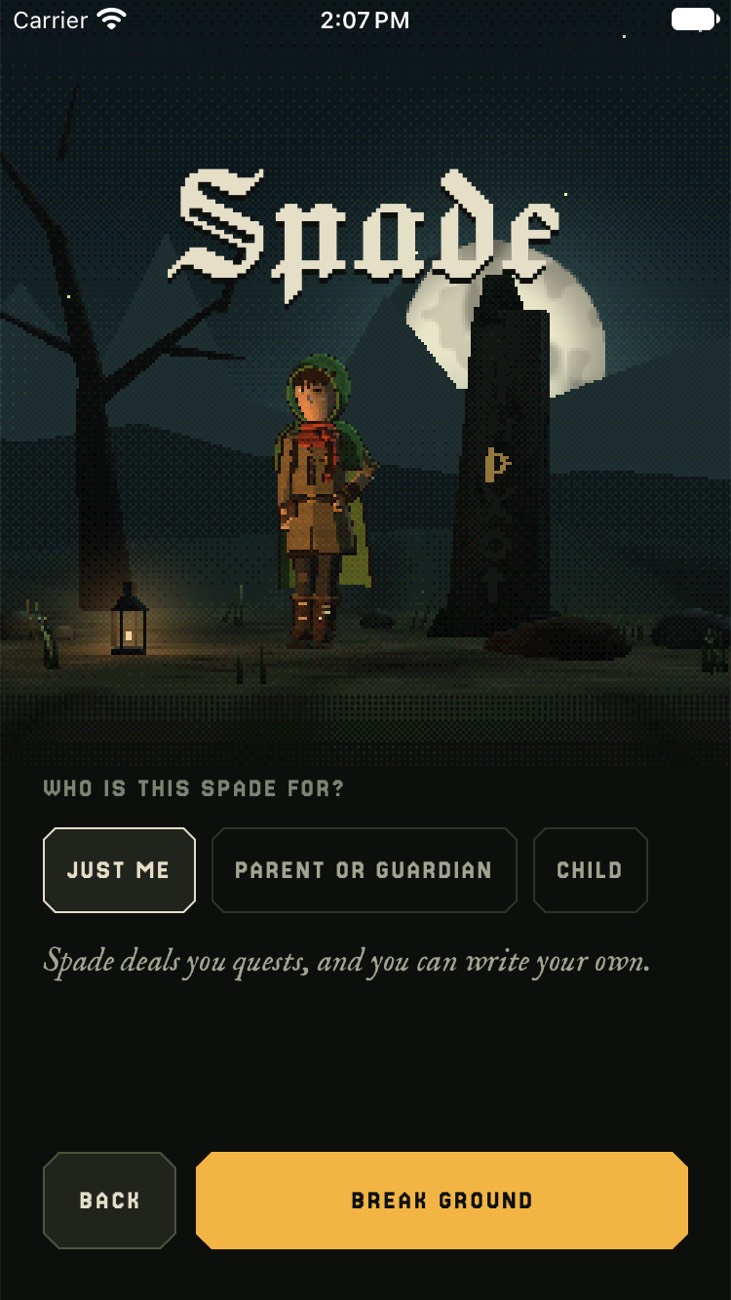 Carrier 2:07 PM
Spade
Þ
WHO IS THIS SPADE FOR?
JUST ME PARENT OR GUARDIAN CHILD
Spade deals you quests, and you can write your own.
BACK BREAK GROUND